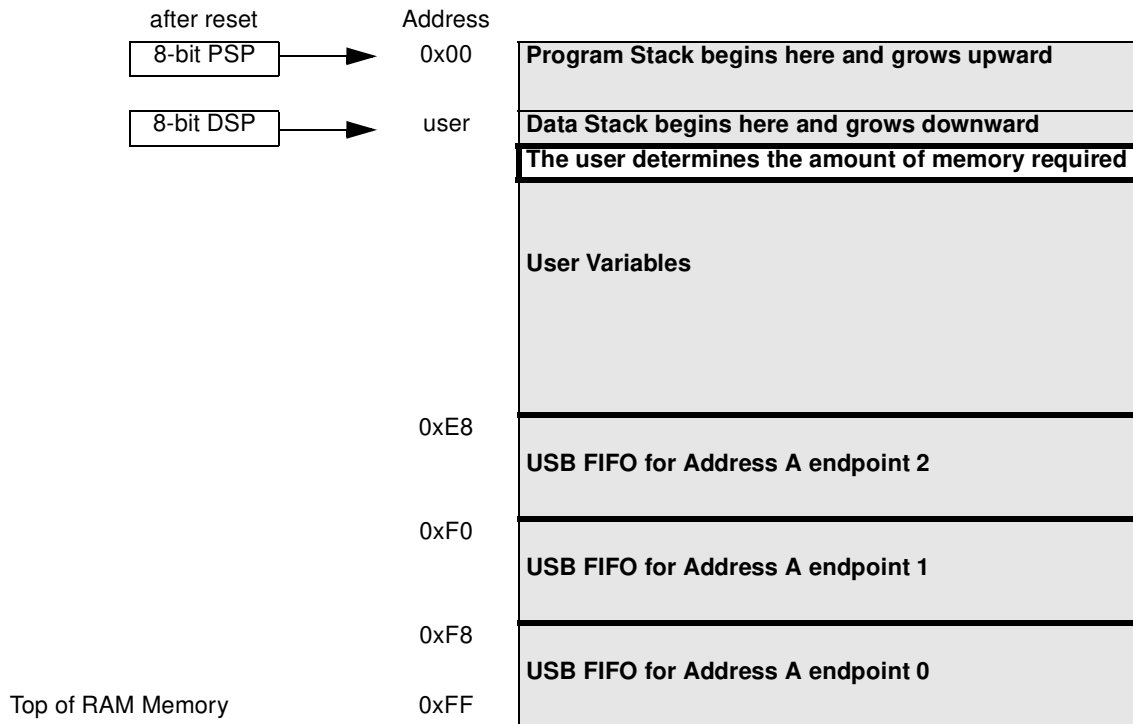 after reset Address
8-bit PSP 0x00 Program Stack begins here and grows upward
8-bit DSP user Data Stack begins here and grows downward
The user determines the amount of memory required
User Variables
0xE8
USB FIFO for Address A endpoint 2
0xF0
USB FIFO for Address A endpoint 1
0xF8
USB FIFO for Address A endpoint 0
Top of RAM Memory 0xFF